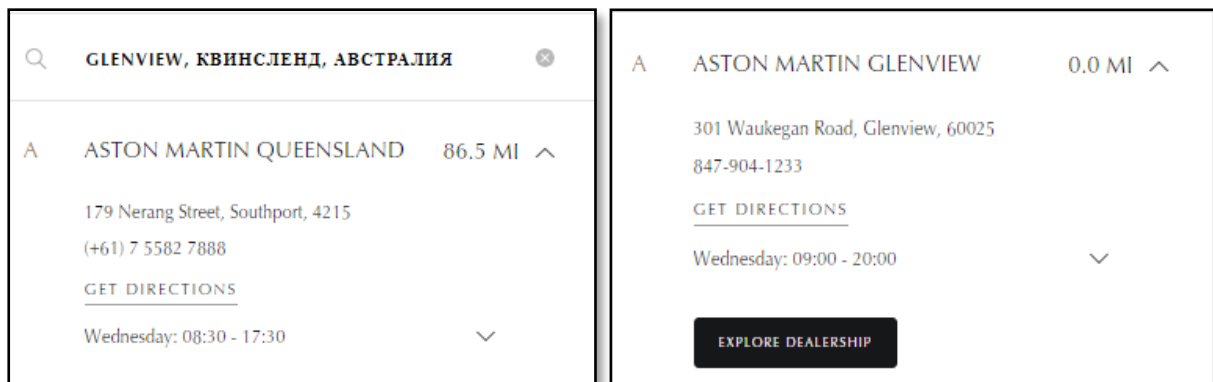 GLENVIEW, КВИНСЛЕНД, АВСТРАЛИЯ
A ASTON MARTIN QUEENSLAND 86.5 MI
179 Nerang Street, Southport, 4215
(+61) 7 5582 7888
GET DIRECTIONS
Wednesday: 08:30 - 17:30
A ASTON MARTIN GLENVIEW 0.0 MI
301 Waukegan Road, Glenview, 60025
847-904-1233
GET DIRECTIONS
Wednesday: 09:00 - 20:00
EXPLORE DEALERSHIP